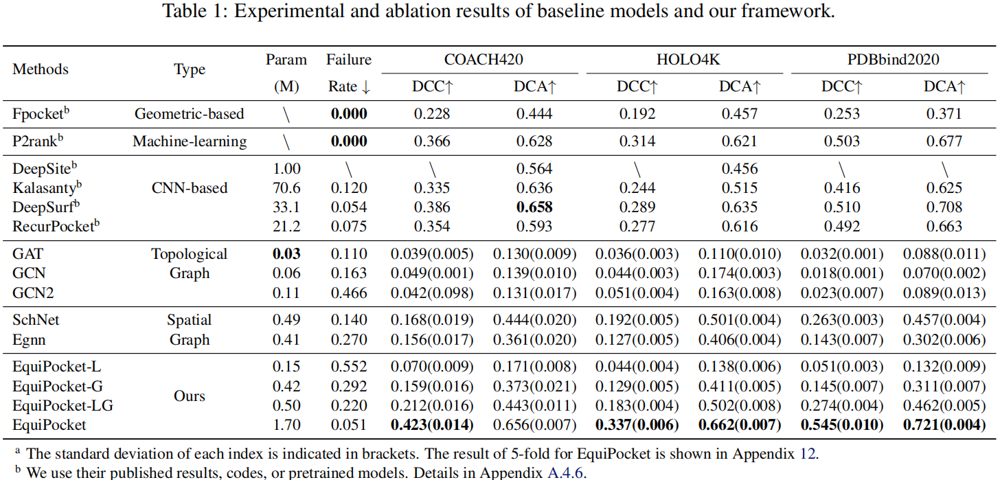 Table 1: Experimental and ablation results of baseline models and our framework.
Methods Type Param Failure COACH420 HOLO4K PDBbind2020
(M) Rate ↓ DCC↑ DCA↑ DCC↑ DCA↑ DCC↑ DCA↑
Fpocketᵇ Geometric-based \ 0.000 0.228 0.444 0.192 0.457 0.253 0.371
P2rankᵇ Machine-learning \ 0.000 0.366 0.628 0.314 0.621 0.503 0.677
DeepSiteᵇ 1.00 \ \ 0.564 \ 0.456 \ \
Kalasantyᵇ CNN-based 70.6 0.120 0.335 0.636 0.244 0.515 0.416 0.625
DeepSurfᵇ 33.1 0.054 0.386 0.658 0.289 0.635 0.510 0.708
RecurPocketᵇ 21.2 0.075 0.354 0.593 0.277 0.616 0.492 0.663
GAT Topological 0.03 0.110 0.039(0.005) 0.130(0.009) 0.036(0.003) 0.110(0.010) 0.032(0.001) 0.088(0.011)
GCN Graph 0.06 0.163 0.049(0.001) 0.139(0.010) 0.044(0.003) 0.174(0.003) 0.018(0.001) 0.070(0.002)
GCN2 0.11 0.466 0.042(0.098) 0.131(0.017) 0.051(0.004) 0.163(0.008) 0.023(0.007) 0.089(0.013)
SchNet Spatial 0.49 0.140 0.168(0.019) 0.444(0.020) 0.192(0.005) 0.501(0.004) 0.263(0.003) 0.457(0.004)
Egnn Graph 0.41 0.270 0.156(0.017) 0.361(0.020) 0.127(0.005) 0.406(0.004) 0.143(0.007) 0.302(0.006)
EquiPocket-L 0.15 0.552 0.070(0.009) 0.171(0.008) 0.044(0.004) 0.138(0.006) 0.051(0.003) 0.132(0.009)
EquiPocket-G 0.42 0.292 0.159(0.016) 0.373(0.021) 0.129(0.005) 0.411(0.005) 0.145(0.007) 0.311(0.007)
Ours
EquiPocket-LG 0.50 0.220 0.212(0.016) 0.443(0.011) 0.183(0.004) 0.502(0.008) 0.274(0.004) 0.462(0.005)
EquiPocket 1.70 0.051 0.423(0.014) 0.656(0.007) 0.337(0.006) 0.662(0.007) 0.545(0.010) 0.721(0.004)
ᵃ The standard deviation of each index is indicated in brackets. The result of 5-fold for EquiPocket is shown in Appendix 12.
ᵇ We use their published results, codes, or pretrained models. Details in Appendix A.4.6.